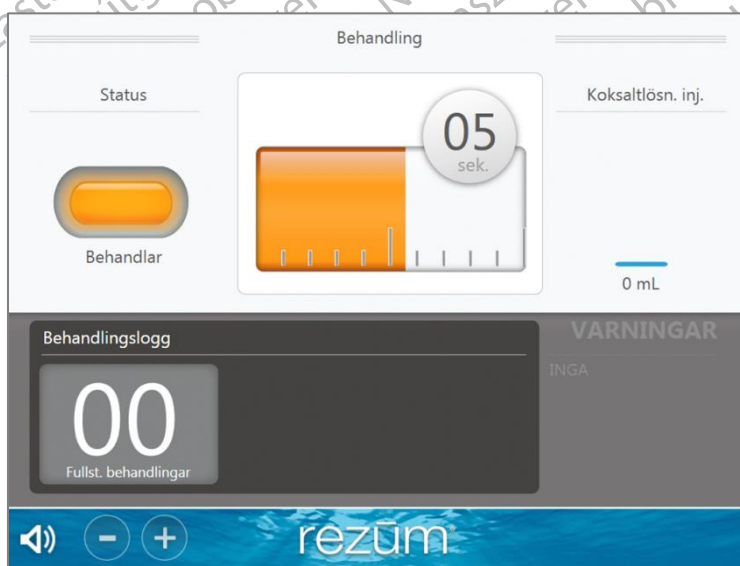 Behandling
Status
Koksaltlösn. inj.
05
sek.
Behandlar
0 mL
Behandlingslogg
VARNINGAR
INGA
00
Fullst. behandlingar
rezūm